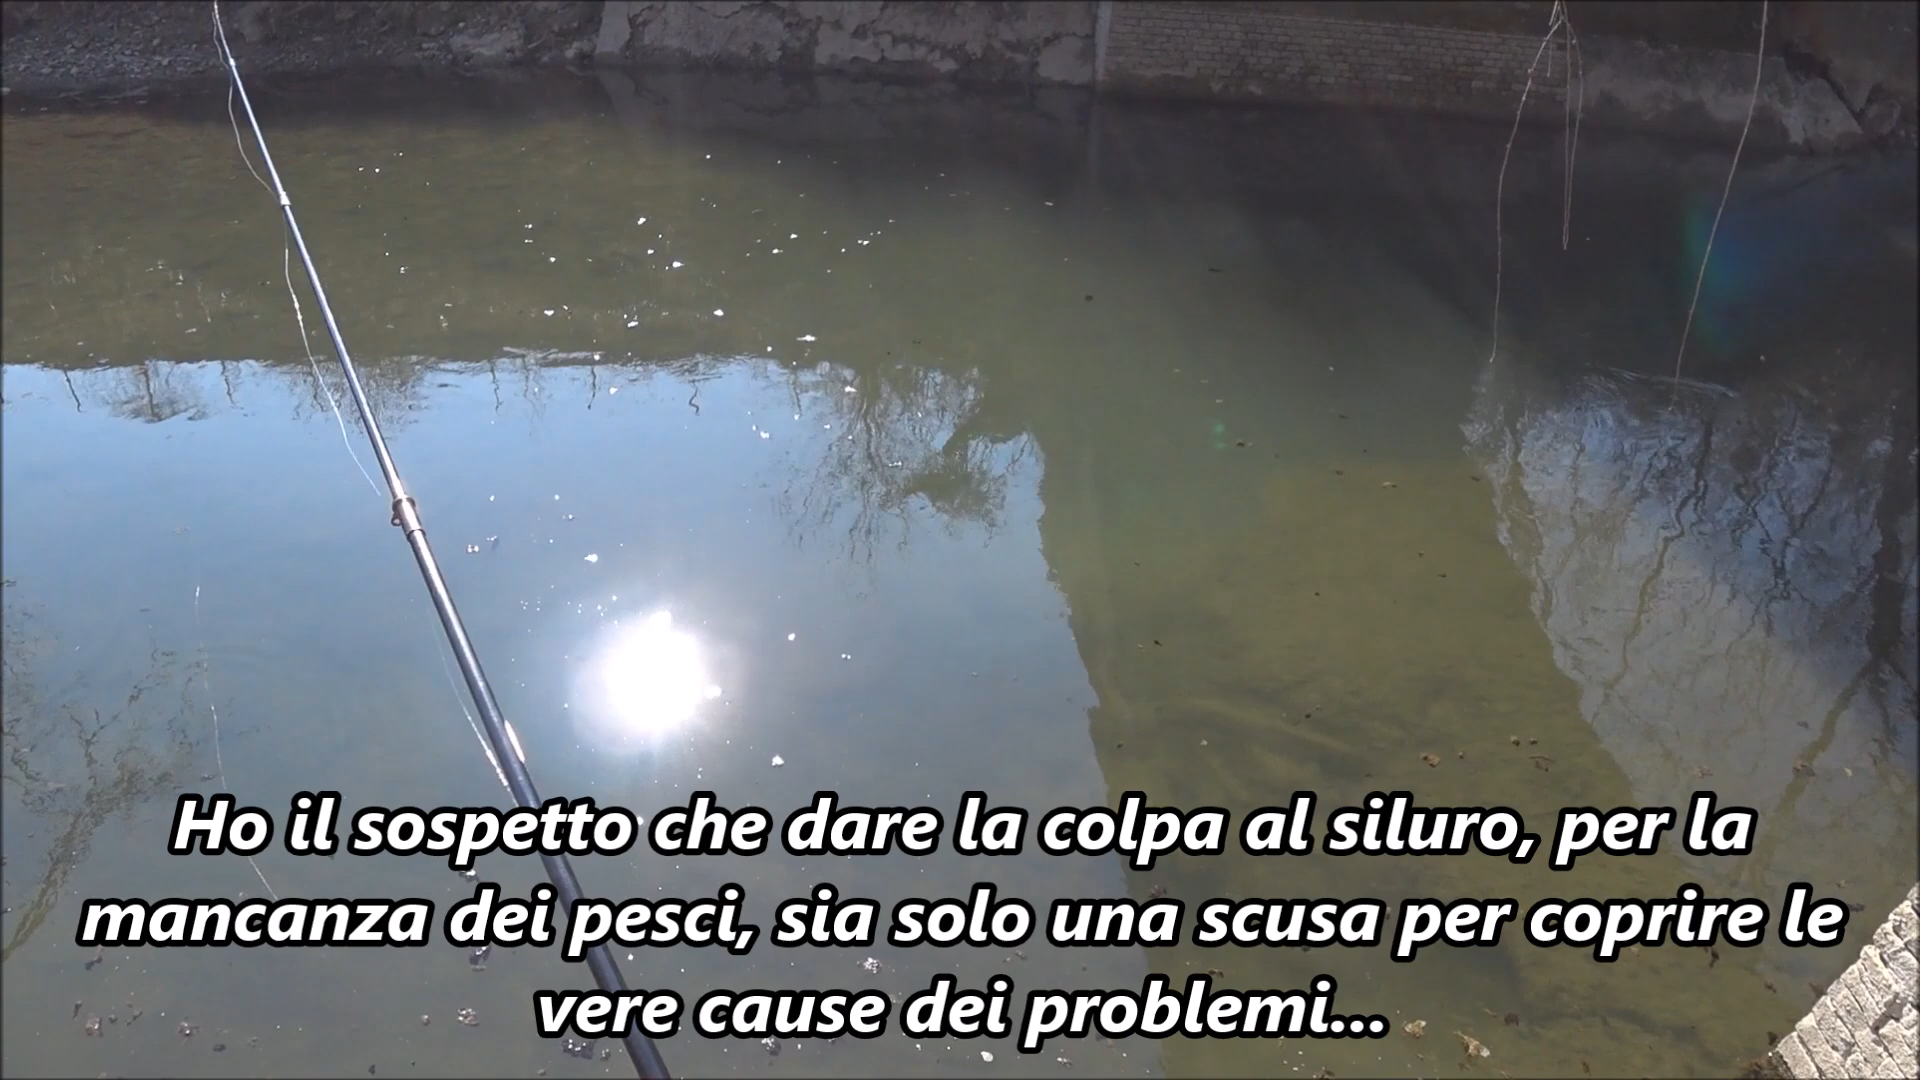 Ho il sospetto che dare la colpa al siluro, per la
mancanza dei pesci, sia solo una scusa per coprire le
vere cause dei problemi...